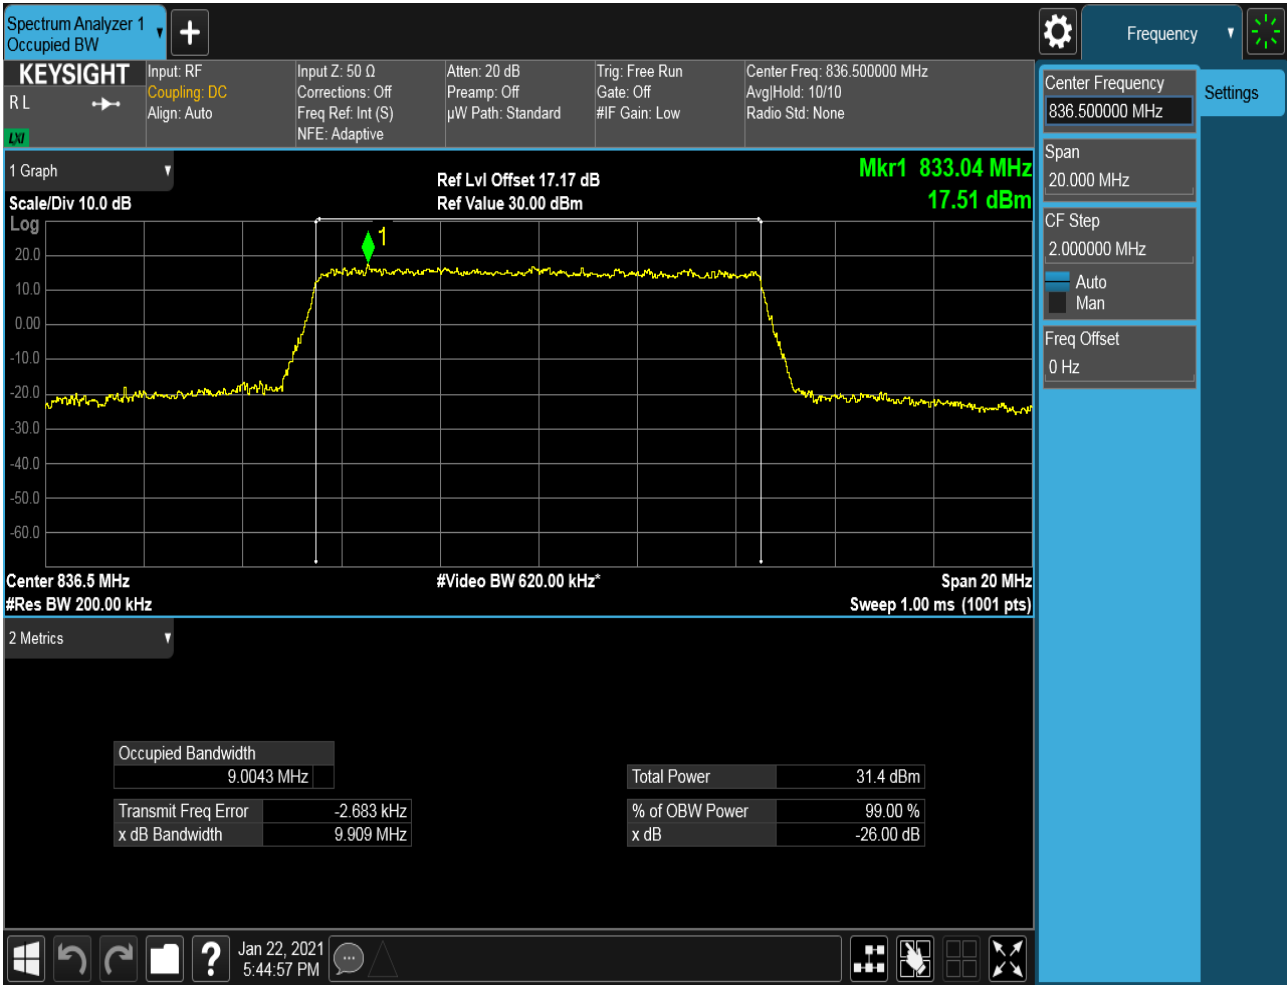 Spectrum Analyzer 1
Occupied BW
Frequency
KEYSIGHT
R L
LXI
Input: RF
Coupling: DC
Align: Auto
Input Z: 50 Ω
Corrections: Off
Freq Ref: Int (S)
NFE: Adaptive
Atten: 20 dB
Preamp: Off
µW Path: Standard
Trig: Free Run
Gate: Off
#IF Gain: Low
Center Freq: 836.500000 MHz
Avg|Hold: 10/10
Radio Std: None
Center Frequency
836.500000 MHz
Settings
Span
20.000 MHz
CF Step
2.000000 MHz
Auto
Man
Freq Offset
0 Hz
1 Graph
Scale/Div 10.0 dB
Ref Lvl Offset 17.17 dB
Ref Value 30.00 dBm
Mkr1 833.04 MHz
17.51 dBm
Log
1
20.0
10.0
0.00
-10.0
-20.0
-30.0
-40.0
-50.0
-60.0
Center 836.5 MHz
#Video BW 620.00 kHz*
Span 20 MHz
#Res BW 200.00 kHz
Sweep 1.00 ms (1001 pts)
2 Metrics
Occupied Bandwidth
9.0043 MHz
Total Power 31.4 dBm
Transmit Freq Error -2.683 kHz
% of OBW Power 99.00 %
x dB Bandwidth 9.909 MHz
x dB -26.00 dB
?
Jan 22, 2021
5:44:57 PM